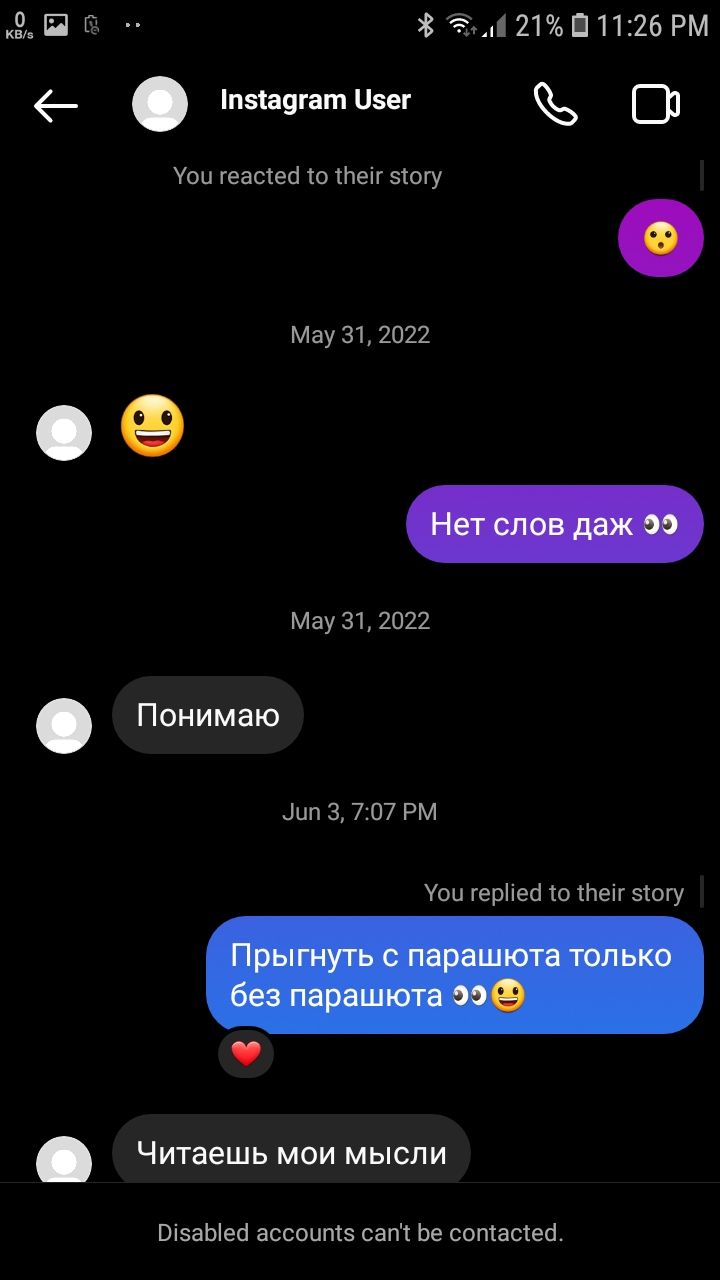 0
KB/s
21% 11:26 PM
Instagram User
You reacted to their story
😮
May 31, 2022
😃
Нет слов даж 👀
May 31, 2022
Понимаю
Jun 3, 7:07 PM
You replied to their story
Прыгнуть с парашюта только
без парашюта 👀😃
❤️
Читаешь мои мысли
Disabled accounts can't be contacted.